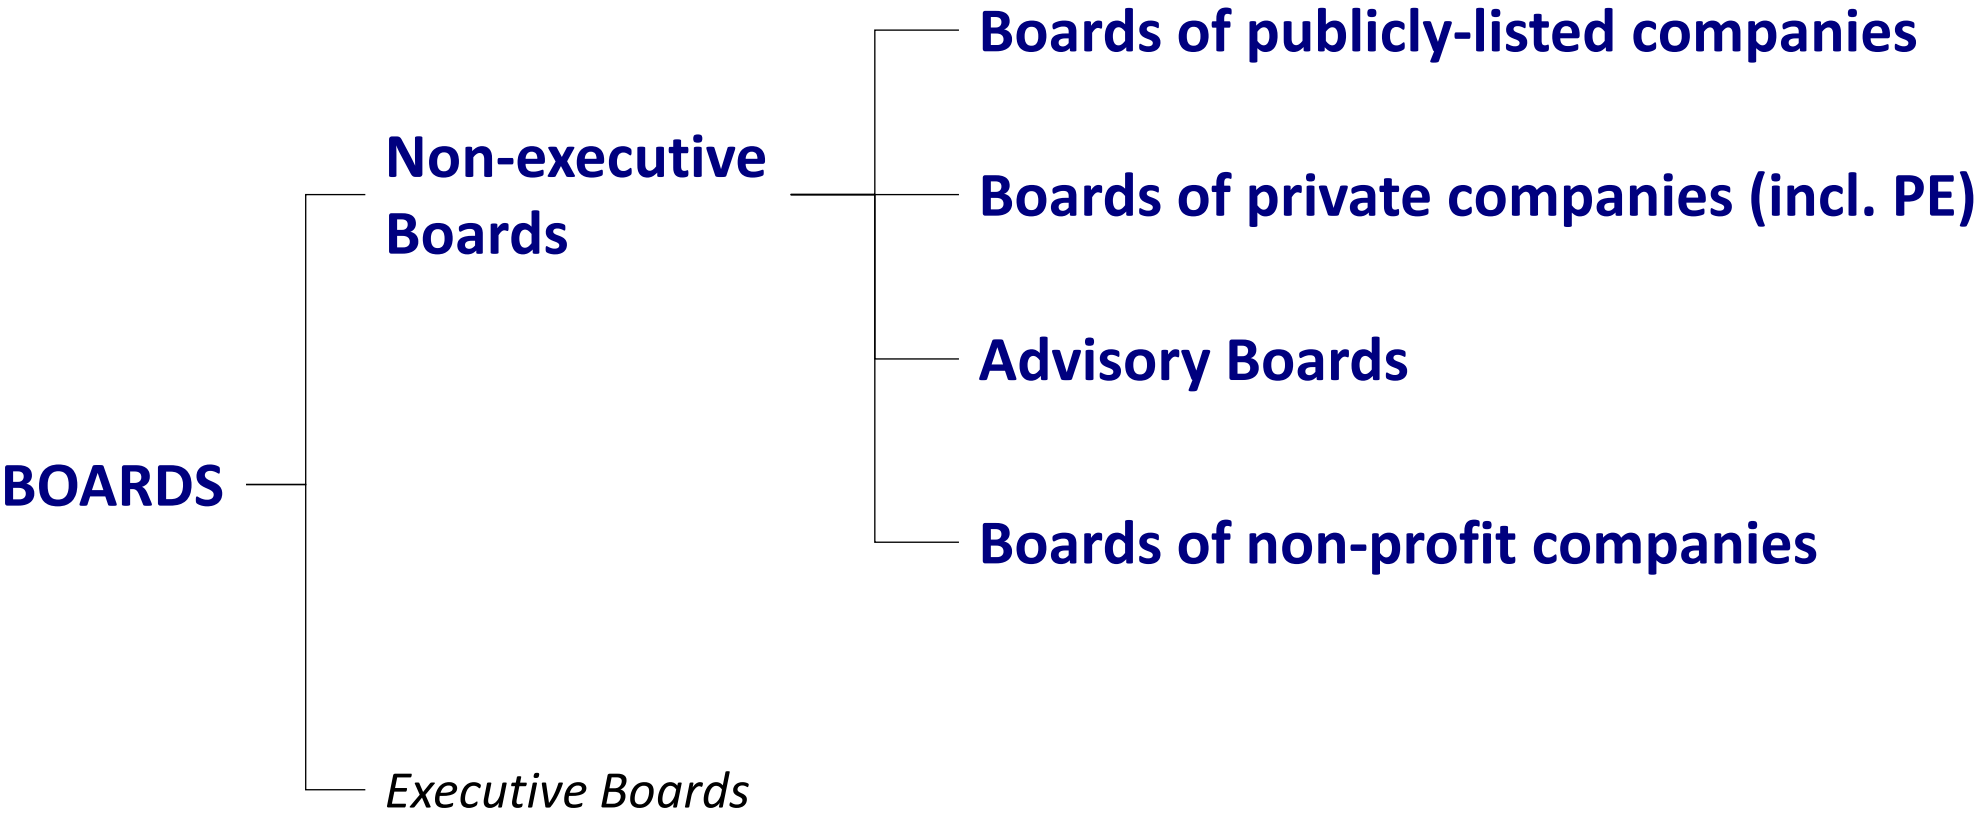 Boards of publicly-listed companies
Non-executive
Boards
Boards of private companies (incl. PE)
Advisory Boards
BOARDS
Boards of non-profit companies
Executive Boards